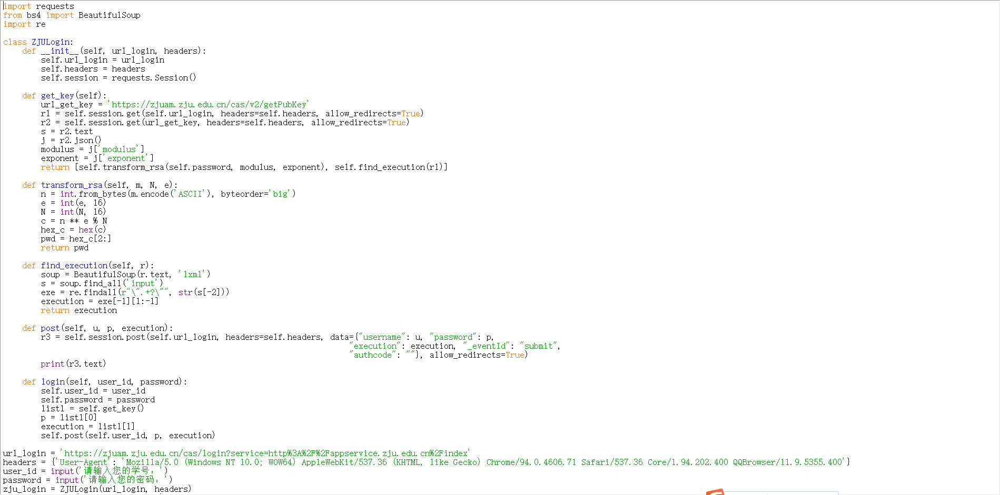 import requests
from bs4 import BeautifulSoup
import re

class ZJULogin:
    def __init__(self, url_login, headers):
        self.url_login = url_login
        self.headers = headers
        self.session = requests.Session()

    def get_key(self):
        url_get_key = 'https://zjuam.zju.edu.cn/cas/v2/getPubKey'
        r1 = self.session.get(self.url_login, headers=self.headers, allow_redirects=True)
        r2 = self.session.get(url_get_key, headers=self.headers, allow_redirects=True)
        s = r2.text
        j = r2.json()
        modulus = j['modulus']
        exponent = j['exponent']
        return [self.transform_rsa(self.password, modulus, exponent), self.find_execution(r1)]

    def transform_rsa(self, m, N, e):
        n = int.from_bytes(m.encode('ASCII'), byteorder='big')
        e = int(e, 16)
        N = int(N, 16)
        c = n ** e % N
        hex_c = hex(c)
        pwd = hex_c[2:]
        return pwd

    def find_execution(self, r):
        soup = BeautifulSoup(r.text, 'lxml')
        s = soup.find_all('input')
        exe = re.findall(r"\".+?\"", str(s[-2]))
        execution = exe[-1][1:-1]
        return execution

    def post(self, u, p, execution):
        r3 = self.session.post(self.url_login, headers=self.headers, data={"username": u, "password": p,
                                                                 "execution": execution, "_eventId": "submit",
                                                                 "authcode": ""}, allow_redirects=True)
        print(r3.text)

    def login(self, user_id, password):
        self.user_id = user_id
        self.password = password
        list1 = self.get_key()
        p = list1[0]
        execution = list1[1]
        self.post(self.user_id, p, execution)

url_login = 'https://zjuam.zju.edu.cn/cas/login?service=http%3A%2F%2Fappservice.zju.edu.cn%2Findex'
headers = {'User-Agent': 'Mozilla/5.0 (Windows NT 10.0; WOW64) AppleWebKit/537.36 (KHTML, like Gecko) Chrome/94.0.4606.71 Safari/537.36 Core/1.94.202.400 QQBrowser/11.9.5355.400'}
user_id = input('请输入您的学号：')
password = input('请输入您的密码：')
zju_login = ZJULogin(url_login, headers)